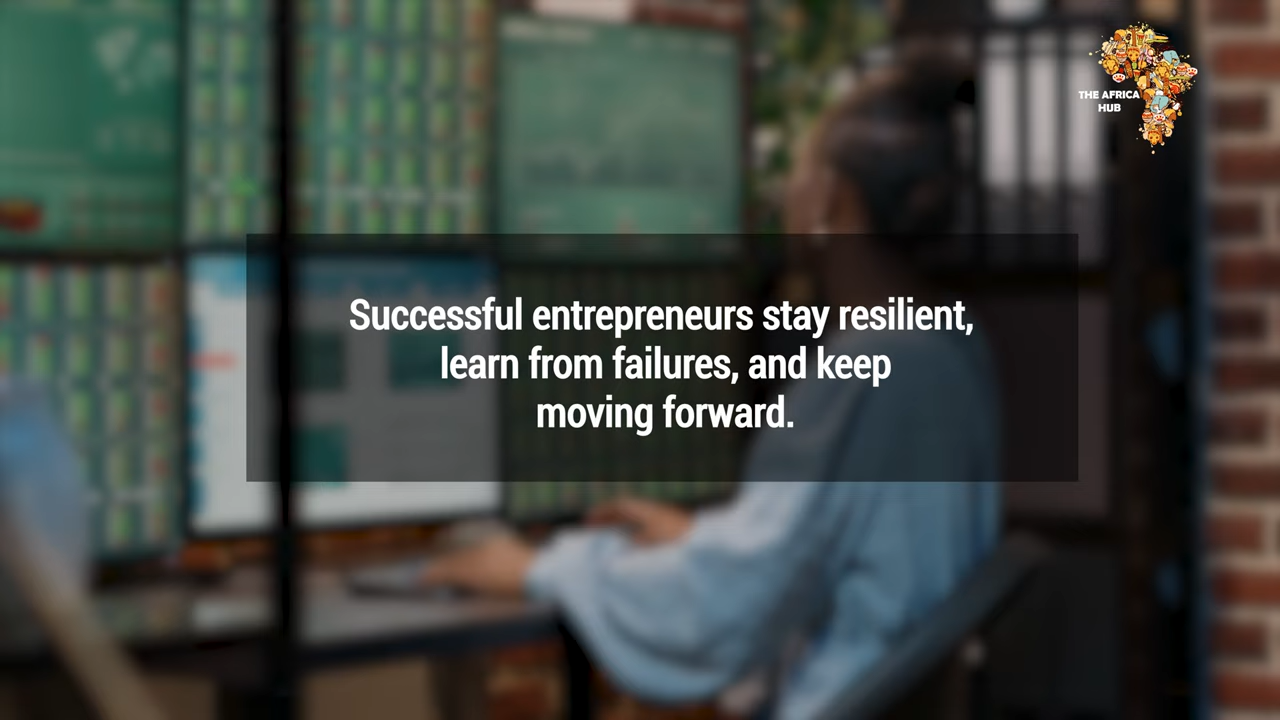 THE AFRICA
HUB
Successful entrepreneurs stay resilient,
learn from failures, and keep
moving forward.